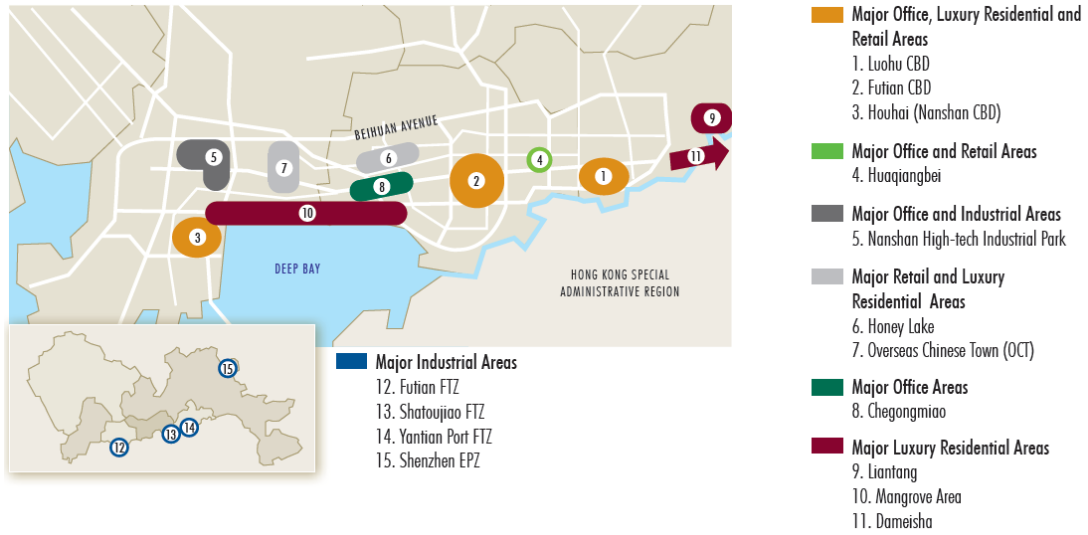 BEIHUAN AVENUE
9
11
5
7
6
4
8
2
1
10
3
DEEP BAY
HONG KONG SPECIAL
ADMINISTRATIVE REGION
15
14
13
12
Major Industrial Areas
12. Futian FTZ
13. Shatoujiao FTZ
14. Yantian Port FTZ
15. Shenzhen EPZ
Major Office, Luxury Residential and
Retail Areas
1. Luohu CBD
2. Futian CBD
3. Houhai (Nanshan CBD)
Major Office and Retail Areas
4. Huaqiangbei
Major Office and Industrial Areas
5. Nanshan High-tech Industrial Park
Major Retail and Luxury
Residential Areas
6. Honey Lake
7. Overseas Chinese Town (OCT)
Major Office Areas
8. Chegongmiao
Major Luxury Residential Areas
9. Liantang
10. Mangrove Area
11. Dameisha